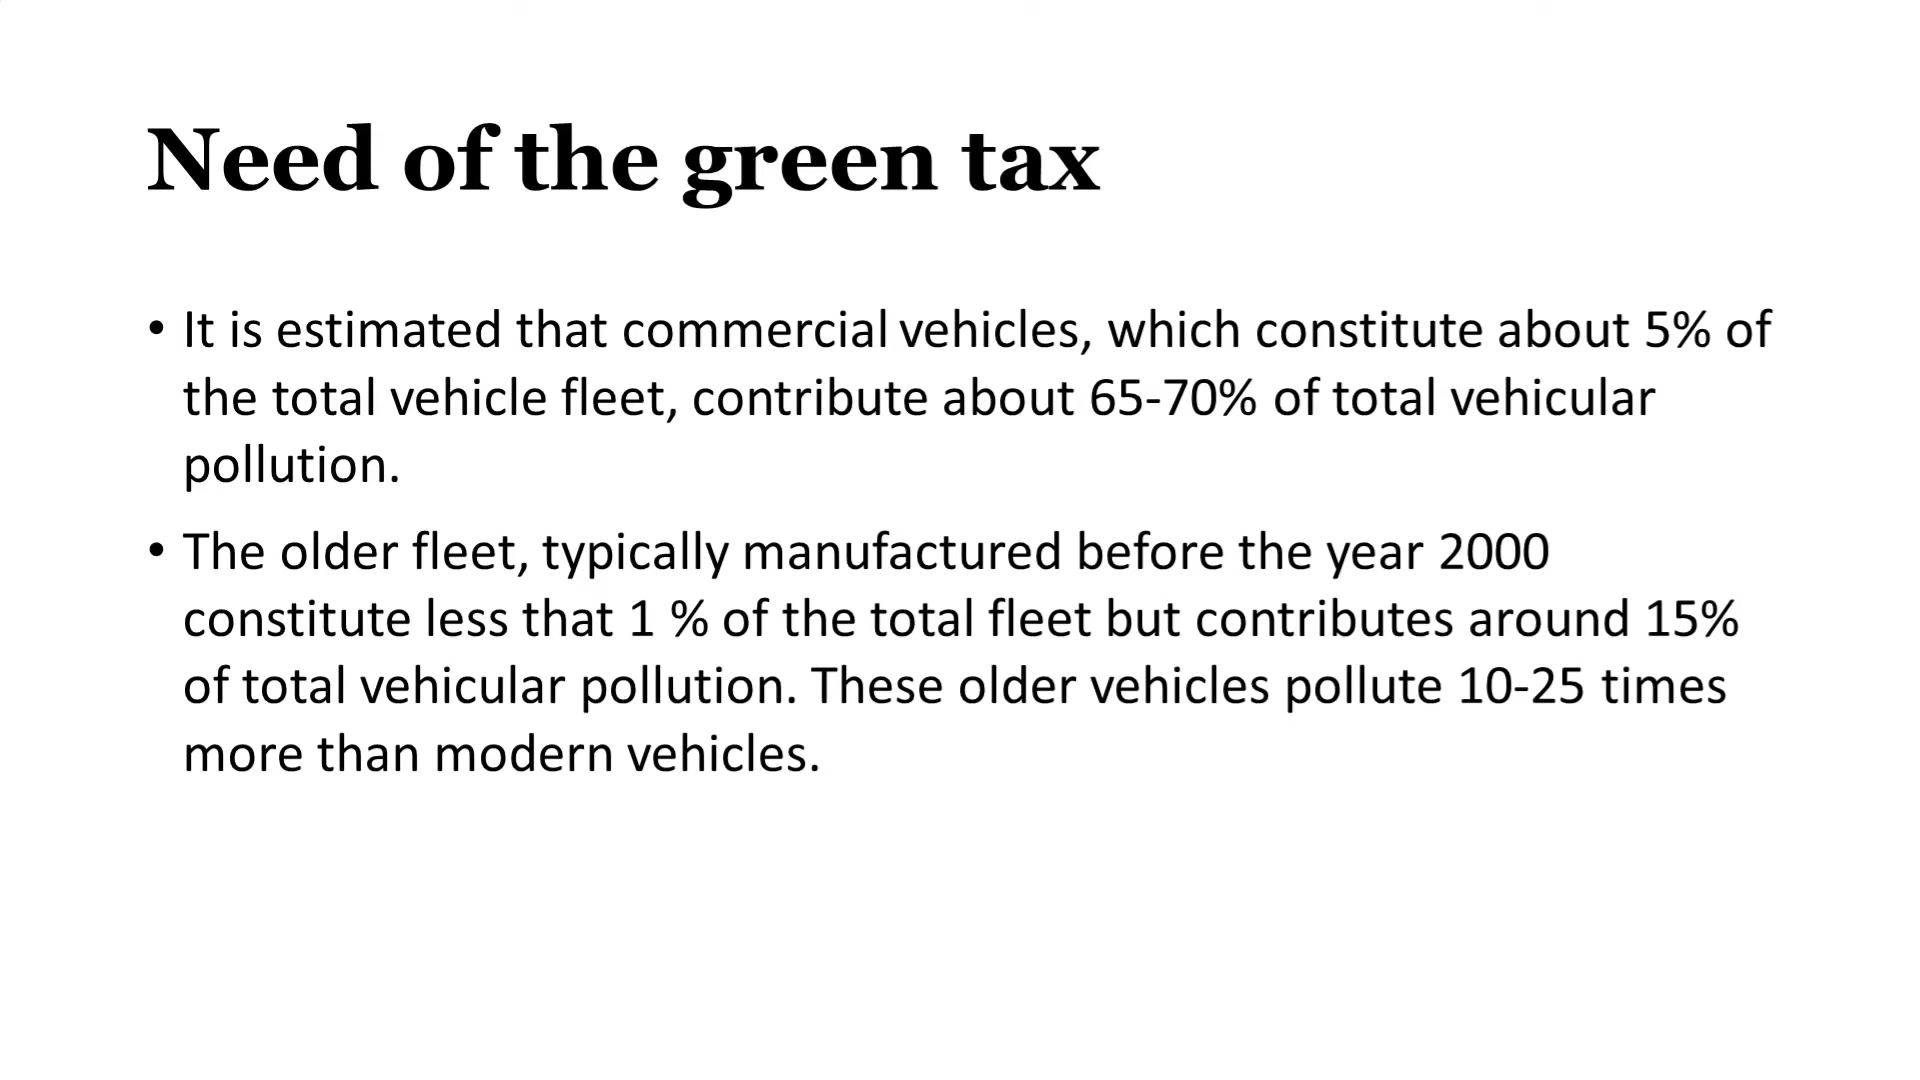 Need of the green tax
• It is estimated that commercial vehicles, which constitute about 5% of
the total vehicle fleet, contribute about 65-70% of total vehicular
pollution.
• The older fleet, typically manufactured before the year 2000
constitute less that 1 % of the total fleet but contributes around 15%
of total vehicular pollution. These older vehicles pollute 10-25 times
more than modern vehicles.